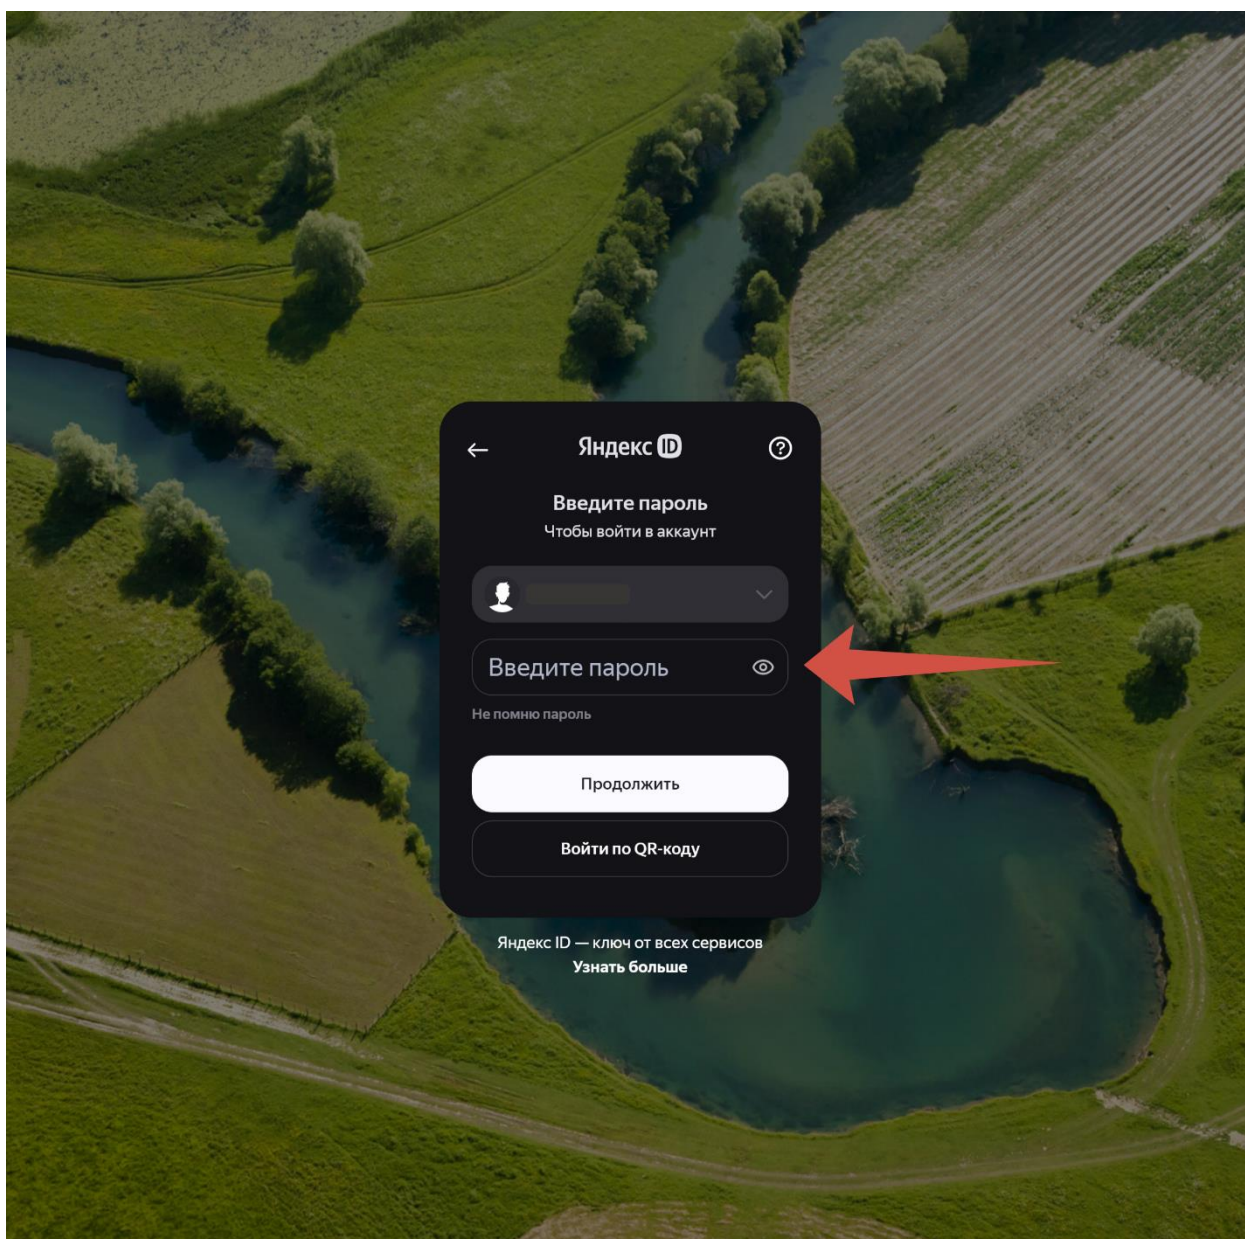 Яндекс ID
Введите пароль
Чтобы войти в аккаунт
Введите пароль
Не помню пароль
Продолжить
Войти по QR-коду
Яндекс ID — ключ от всех сервисов
Узнать больше